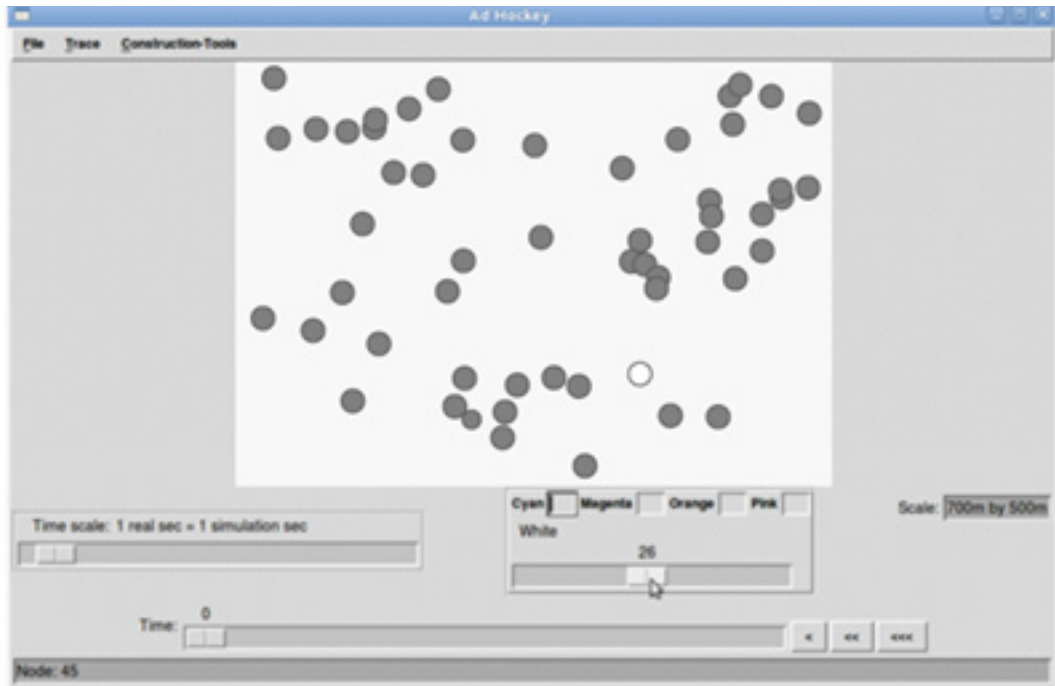 Ad Hockey
File Trace Construction-Tools
Cyan Magenta Orange Pink
Scale: 700m by 500m
Time scale: 1 real sec = 1 simulation sec
White
26
0
Time:
< << <<<
Node: 45